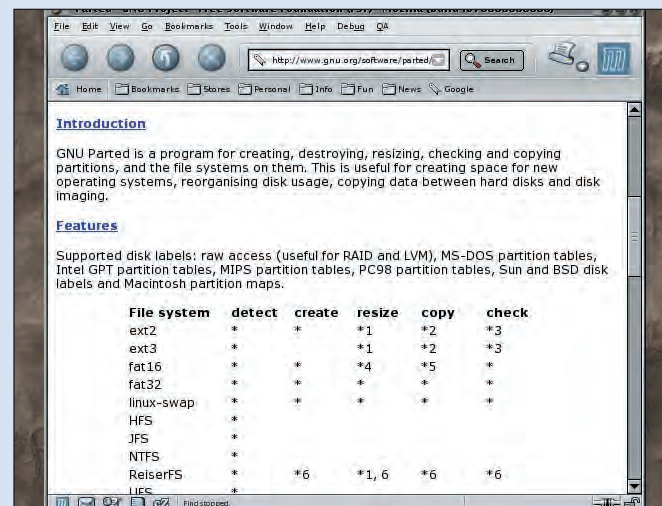 File Edit View Go Bookmarks Tools Window Help Debug QA
http://www.gnu.org/software/parted/ Search
Home Bookmarks Stores Personal Info Fun News Google
Introduction
GNU Parted is a program for creating, destroying, resizing, checking and copying
partitions, and the file systems on them. This is useful for creating space for new
operating systems, reorganising disk usage, copying data between hard disks and disk
imaging.
Features
Supported disk labels: raw access (useful for RAID and LVM), MS-DOS partition tables,
Intel GPT partition tables, MIPS partition tables, PC98 partition tables, Sun and BSD disk
labels and Macintosh partition maps.
File system detect create resize copy check
ext2 * * *1 *2 *3
ext3 * *1 *2 *3
fat16 * * *4 *5 *
fat32 * * * * *
linux-swap * * * * *
HFS *
JFS *
NTFS *
ReiserFS * *6 *1, 6 *6 *6
UFS *
Find stopped.